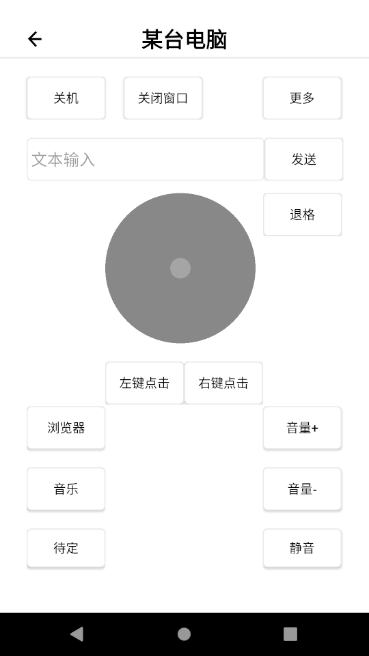 某台电脑
关机 关闭窗口 更多
文本输入 发送
退格
左键点击 右键点击
浏览器 音量+
音乐 音量-
待定 静音